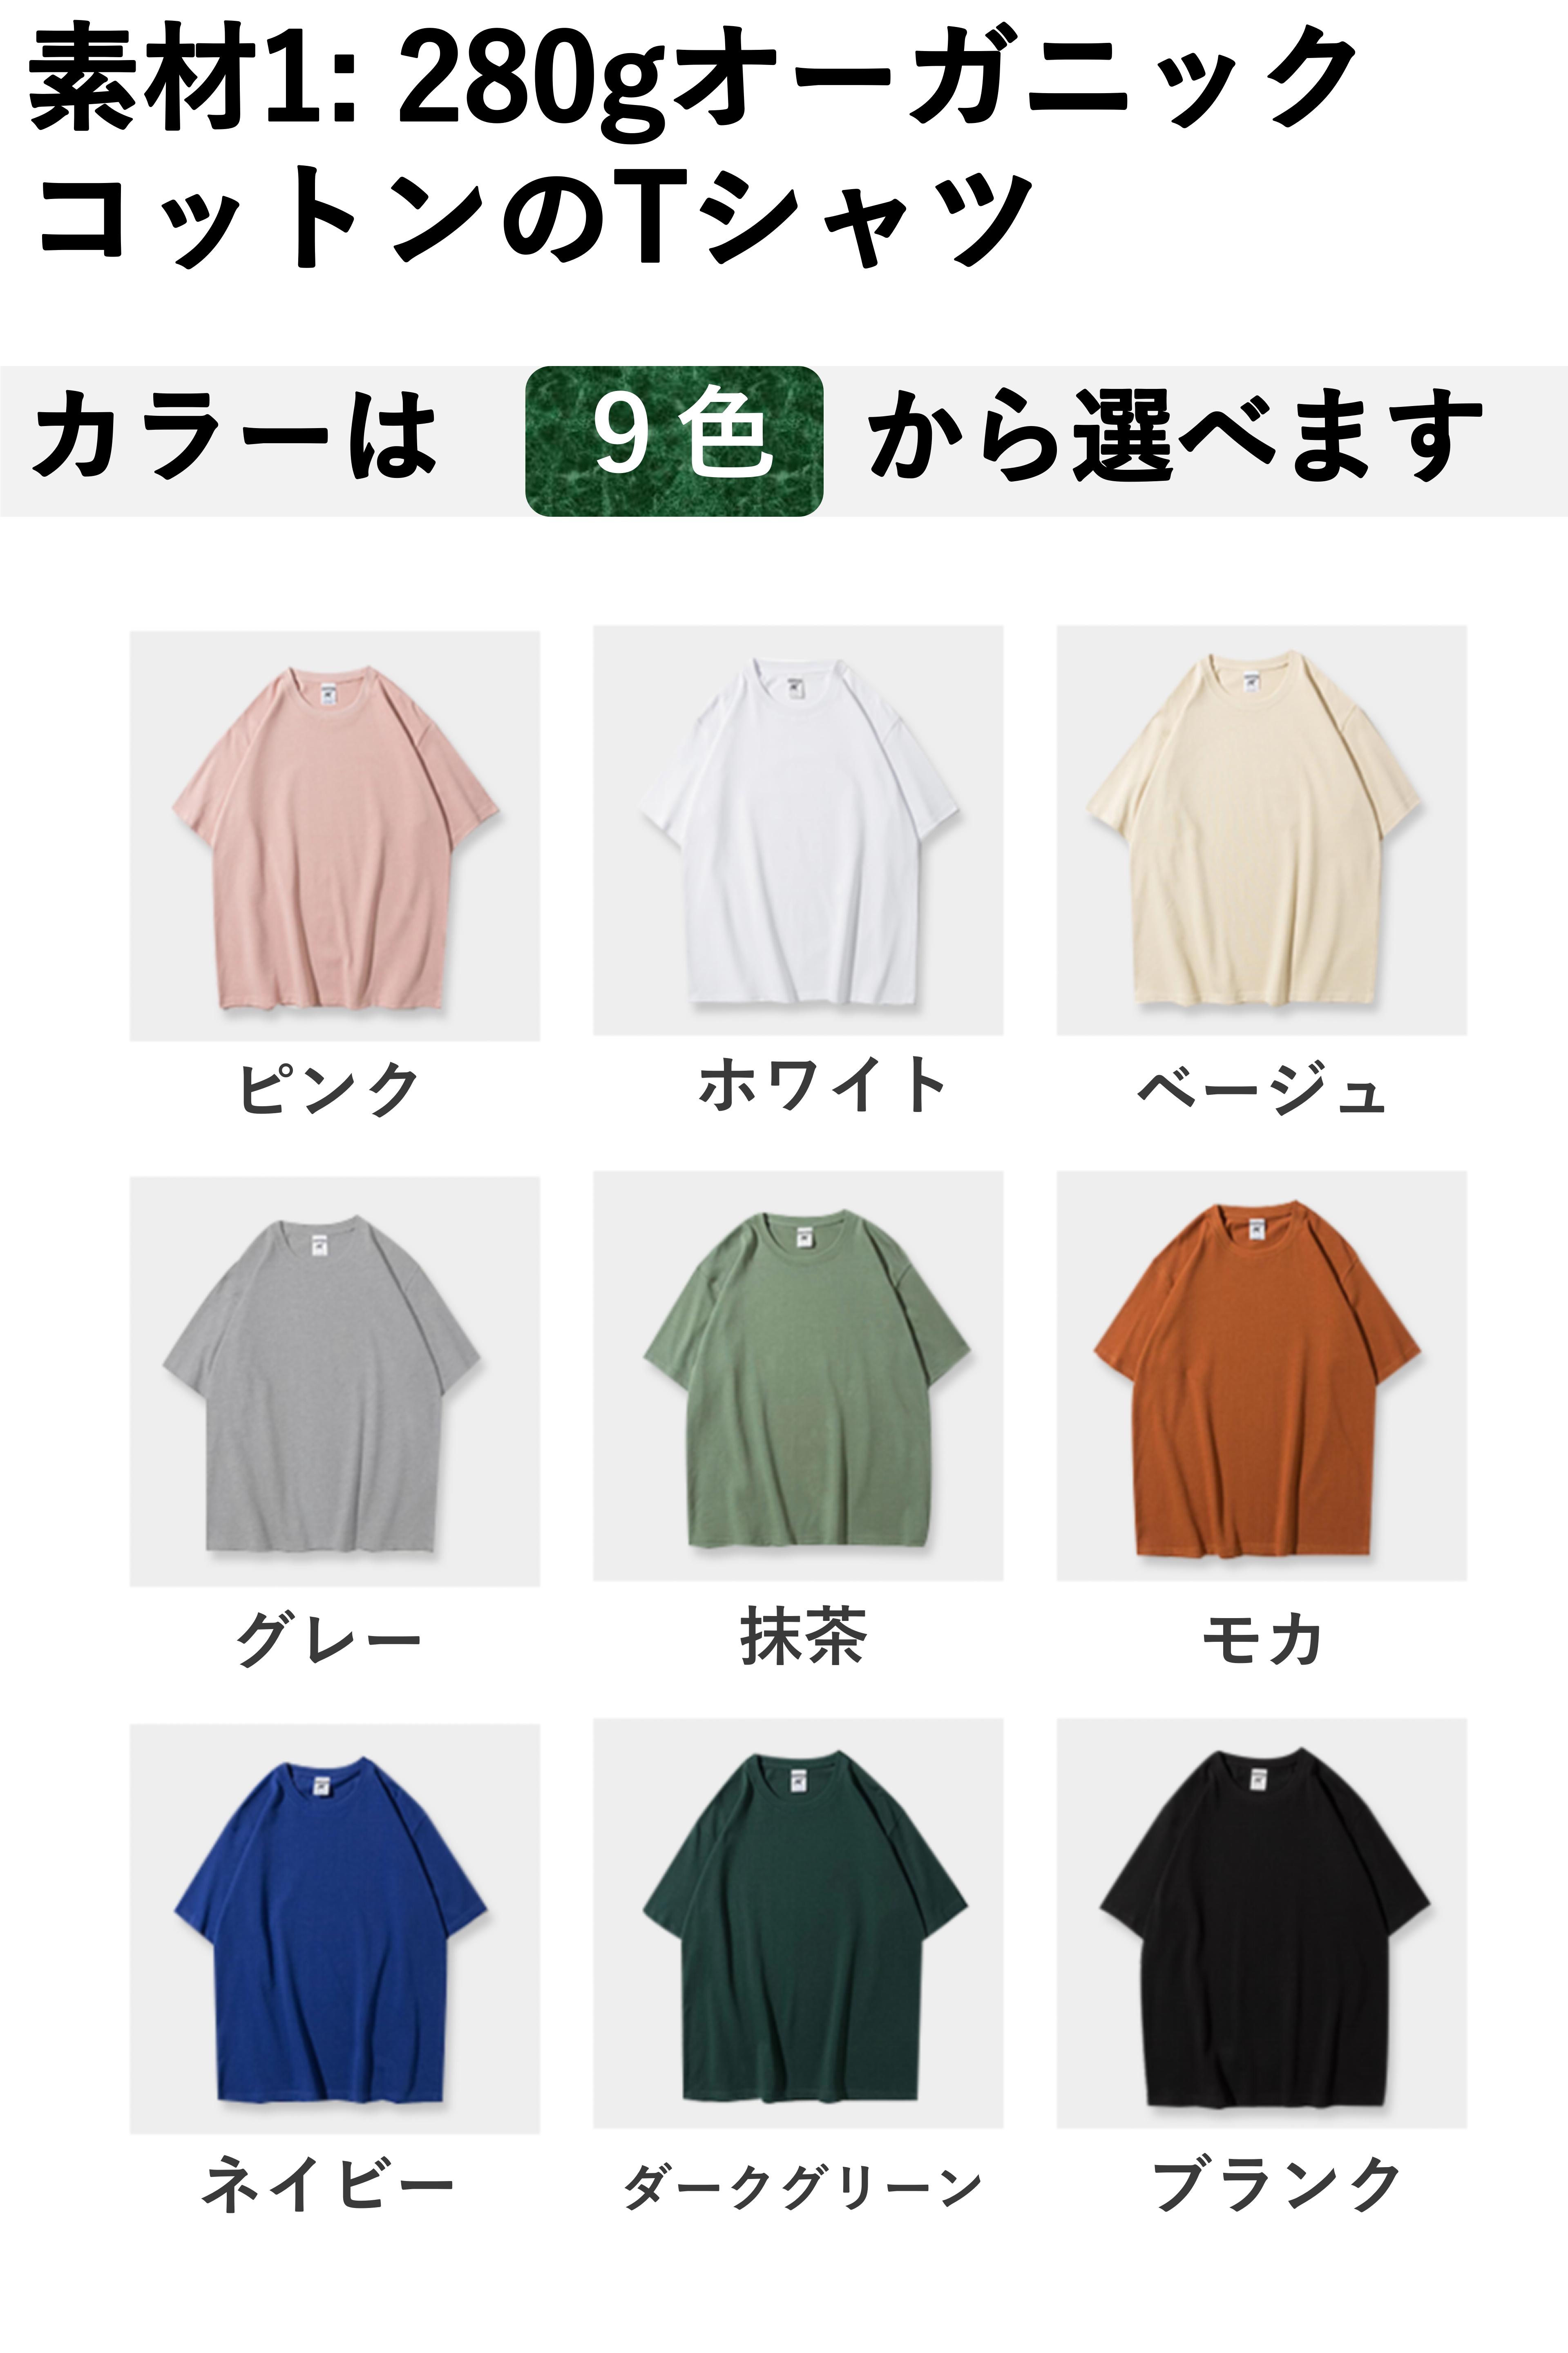 素材1: 280gオーガニック
コットンのTシャツ
カラーは 9色 から選べます
ピンク ホワイト ベージュ
グレー 抹茶 モカ
ネイビー ダークグリーン ブランク